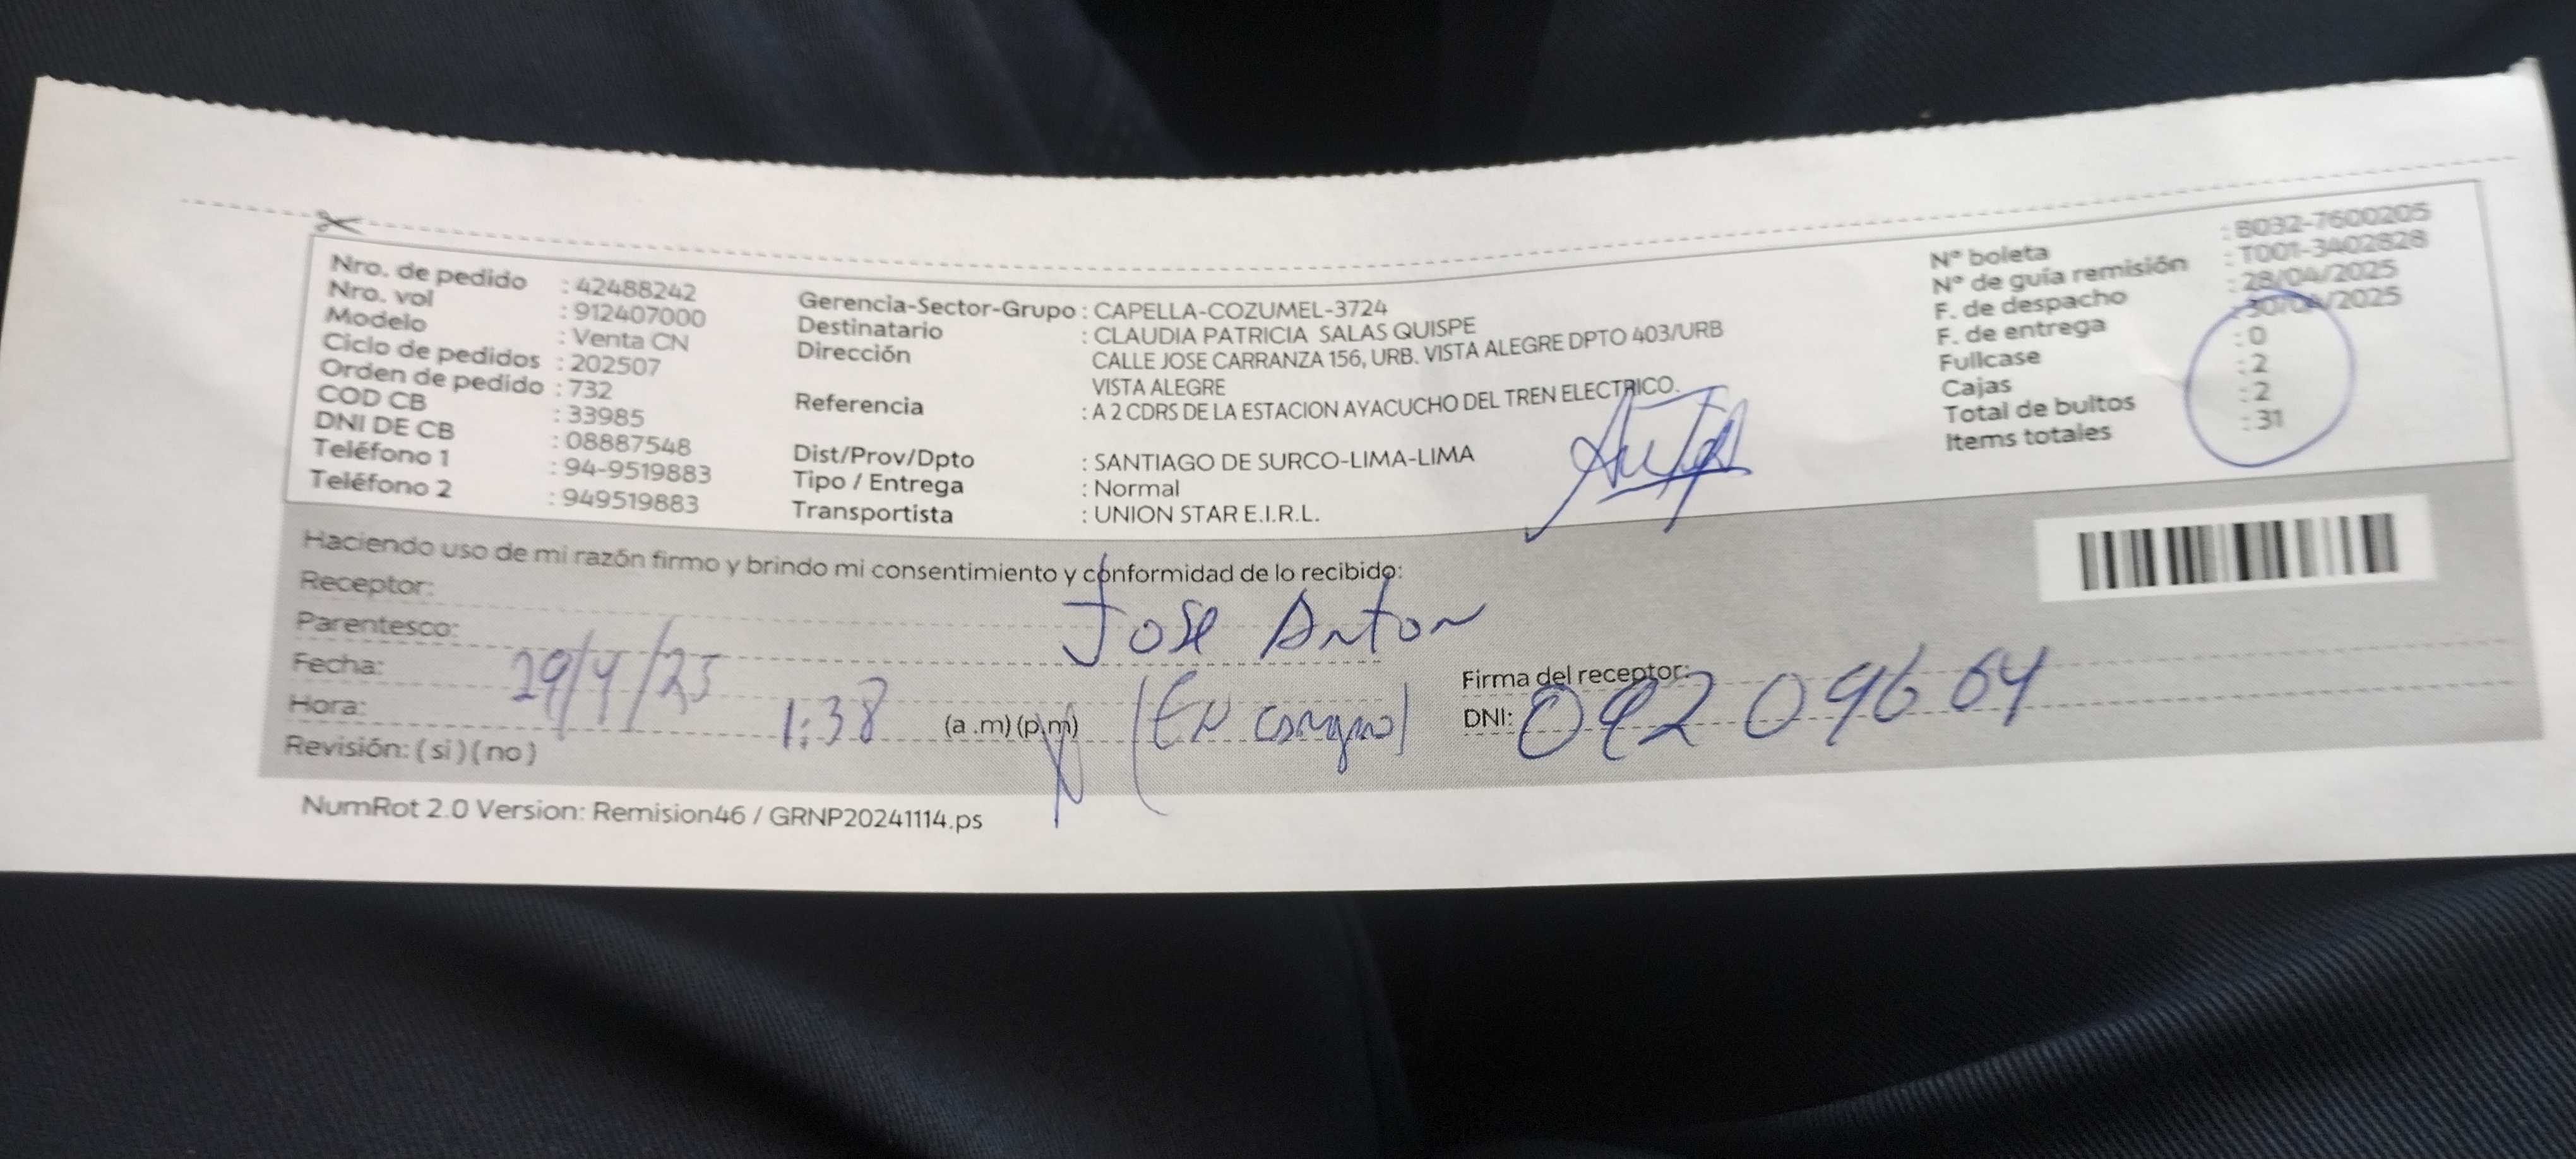 Nro. de pedido : 42488242
Nro. vol : 912407000
Modelo : Venta CN
Ciclo de pedidos : 202507
Orden de pedido : 732
COD CB : 33985
DNI DE CB : 08887548
Teléfono 1 : 94-9519883
Teléfono 2 : 949519883
Gerencia-Sector-Grupo : CAPELLA-COZUMEL-3724
Destinatario : CLAUDIA PATRICIA SALAS QUISPE
Dirección CALLE JOSE CARRANZA 156, URB. VISTA ALEGRE DPTO 403/URB
VISTA ALEGRE
Referencia : A 2 CDRS DE LA ESTACION AYACUCHO DEL TREN ELECTRICO.
Dist/Prov/Dpto : SANTIAGO DE SURCO-LIMA-LIMA
Tipo / Entrega : Normal
Transportista : UNION STAR E.I.R.L.
N° boleta : B032-7600205
N° de guía remisión : T001-3402828
F. de despacho : 28/04/2025
F. de entrega : 30/04/2025
Fullcase : 0
Cajas : 2
Total de bultos : 2
Items totales : 31
Haciendo uso de mi razón firmo y brindo mi consentimiento y conformidad de lo recibido:
Receptor: Jose Anton
Parentesco:
Fecha: 29/4/25
Firma del receptor:
Hora: 1:38 (a.m) (p.m) (En
DNI: 09209664
Revisión: ( si ) ( no )
NumRot 2.0 Version: Remision46 / GRNP20241114.ps